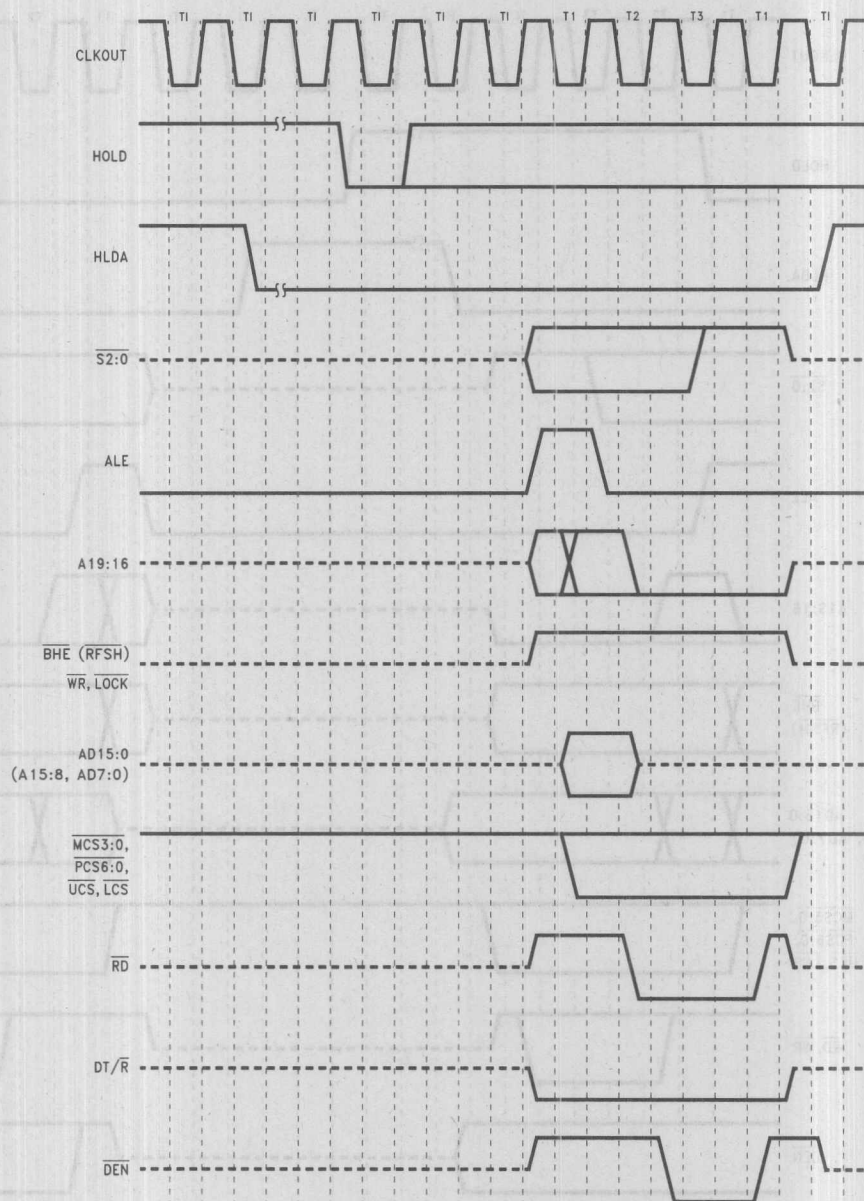 TI TI TI TI TI TI T1 T2 T3 T1 TI
CLKOUT
HOLD
HLDA
S2:0
ALE
A19:16
BHE (RFSH)
WR, LOCK
AD15:0
(A15:8, AD7:0)
MCS3:0,
PCS6:0,
UCS, LCS
RD
DT/R
DEN